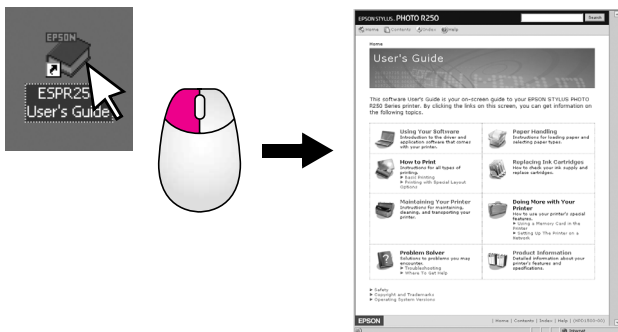 EPSON
ESPR25
User's Guide
EPSON STYLUS PHOTO R250
Search
Home Contents Index Help
Home
User's Guide
This software User's Guide is your on-screen guide to your EPSON STYLUS PHOTO
R250 Series printer. By clicking the links on this screen, you can get information on
the following topics.
Using Your Software
Introduction to the driver and
application software that comes
with your printer.
Paper Handling
Instructions for loading paper and
selecting paper types.
How to Print
Instructions for all types of
printing.
Basic Printing
Printing with Special Layout
Options
Replacing Ink Cartridges
How to check your ink supply and
replace cartridges.
Maintaining Your Printer
Instructions for maintaining,
cleaning, and transporting your
printer.
Doing More with Your
Printer
How to use your printer's special
features.
Using a Memory Card in the
Printer
Setting Up The Printer on a
Network
Problem Solver
Solutions to problems you may
encounter.
Troubleshooting
Where To Get Help
Product Information
Detailed information about your
printer's features and
specifications.
Safety
Copyright and Trademarks
Operating System Versions
EPSON
| Home | Contents | Index | Help |
Internet